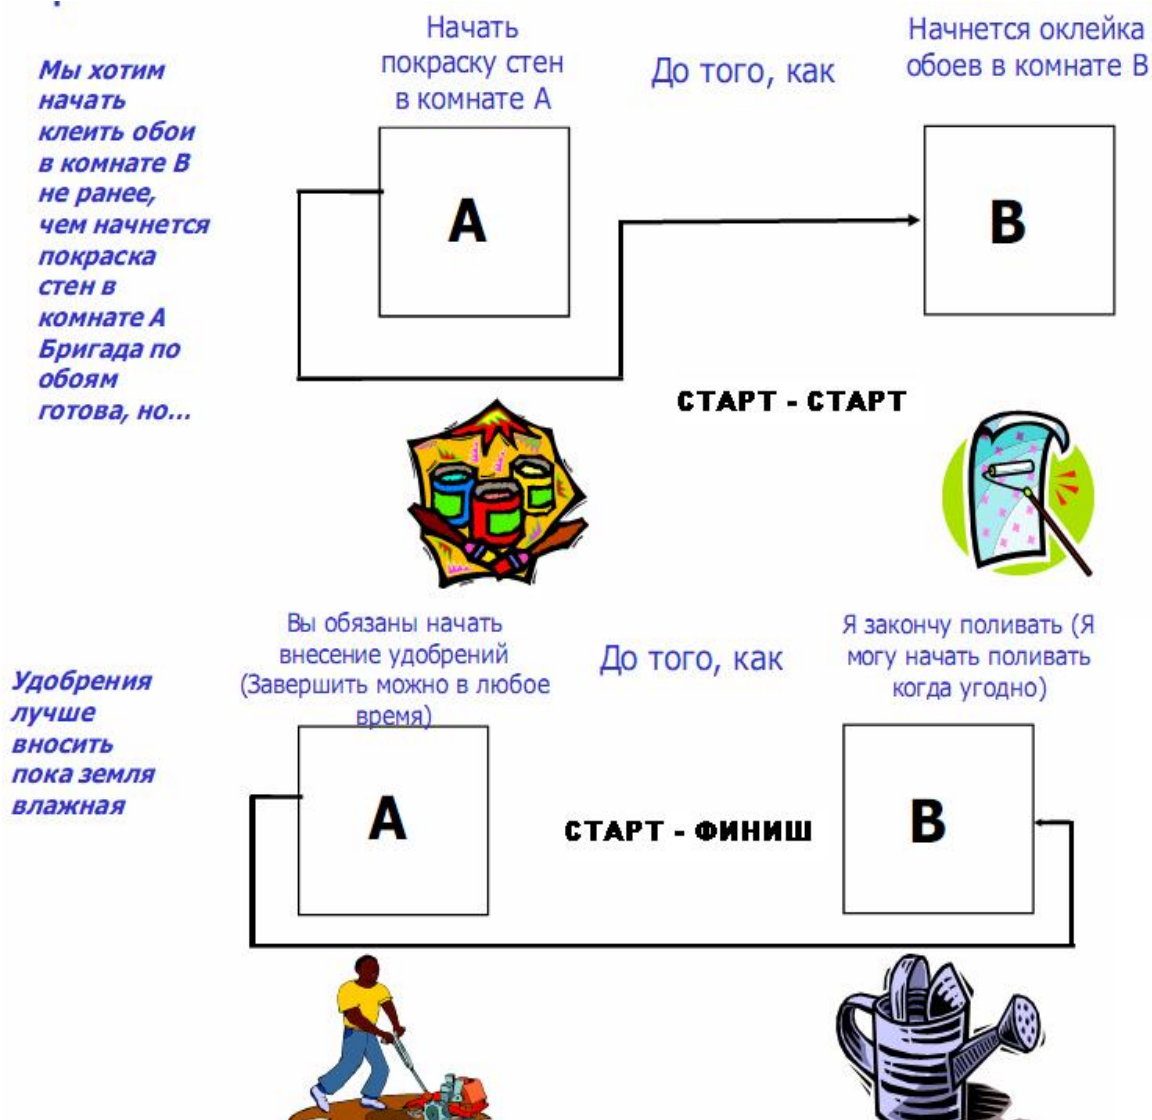 Мы хотим
начать
клеить обои
в комнате В
не ранее,
чем начнется
покраска
стен в
комнате А
Бригада по
обоям
готова, но...
Начать
покраску стен
в комнате А
До того, как
Начнется оклейка
обоев в комнате В
А
В
СТАРТ - СТАРТ
Удобрения
лучше
вносить
пока земля
влажная
Вы обязаны начать
внесение удобрений
(Завершить можно в любое
время)
До того, как
Я закончу поливать (Я
могу начать поливать
когда угодно)
А
СТАРТ - ФИНИШ
В